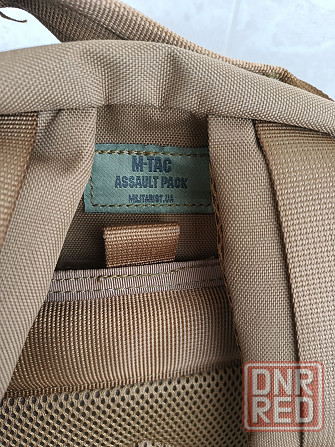 M-TAC
ASSAULT PACK
MILITARIST.UA
DNR
RED